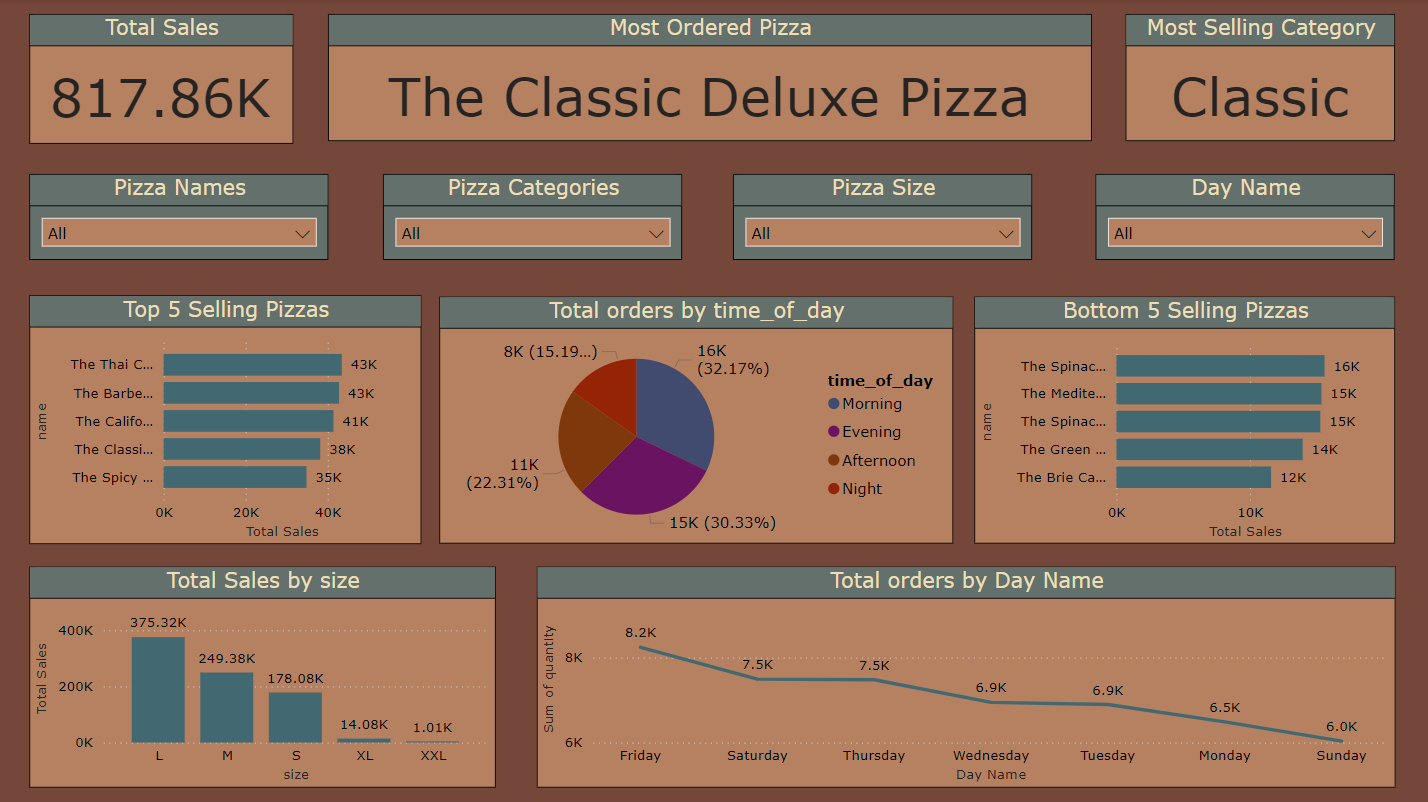 Total Sales
817.86K
Most Ordered Pizza
The Classic Deluxe Pizza
Most Selling Category
Classic
Pizza Names
All
Pizza Categories
All
Pizza Size
All
Day Name
All
Top 5 Selling Pizzas
name
The Thai C... 43K
The Barbe... 43K
The Califo... 41K
The Classi... 38K
The Spicy ... 35K
0K 20K 40K
Total Sales
Total orders by time_of_day
8K (15.19...)
16K
(32.17%)
11K
(22.31%)
15K (30.33%)
time_of_day
Morning
Evening
Afternoon
Night
Bottom 5 Selling Pizzas
name
The Spinac... 16K
The Medite... 15K
The Spinac... 15K
The Green ... 14K
The Brie Ca... 12K
0K 10K
Total Sales
Total Sales by size
Total Sales
400K
200K
0K
375.32K
249.38K
178.08K
14.08K
1.01K
L M S XL XXL
size
Total orders by Day Name
Sum of quantity
8K
6K
8.2K
7.5K
7.5K
6.9K
6.9K
6.5K
6.0K
Friday Saturday Thursday Wednesday Tuesday Monday Sunday
Day Name